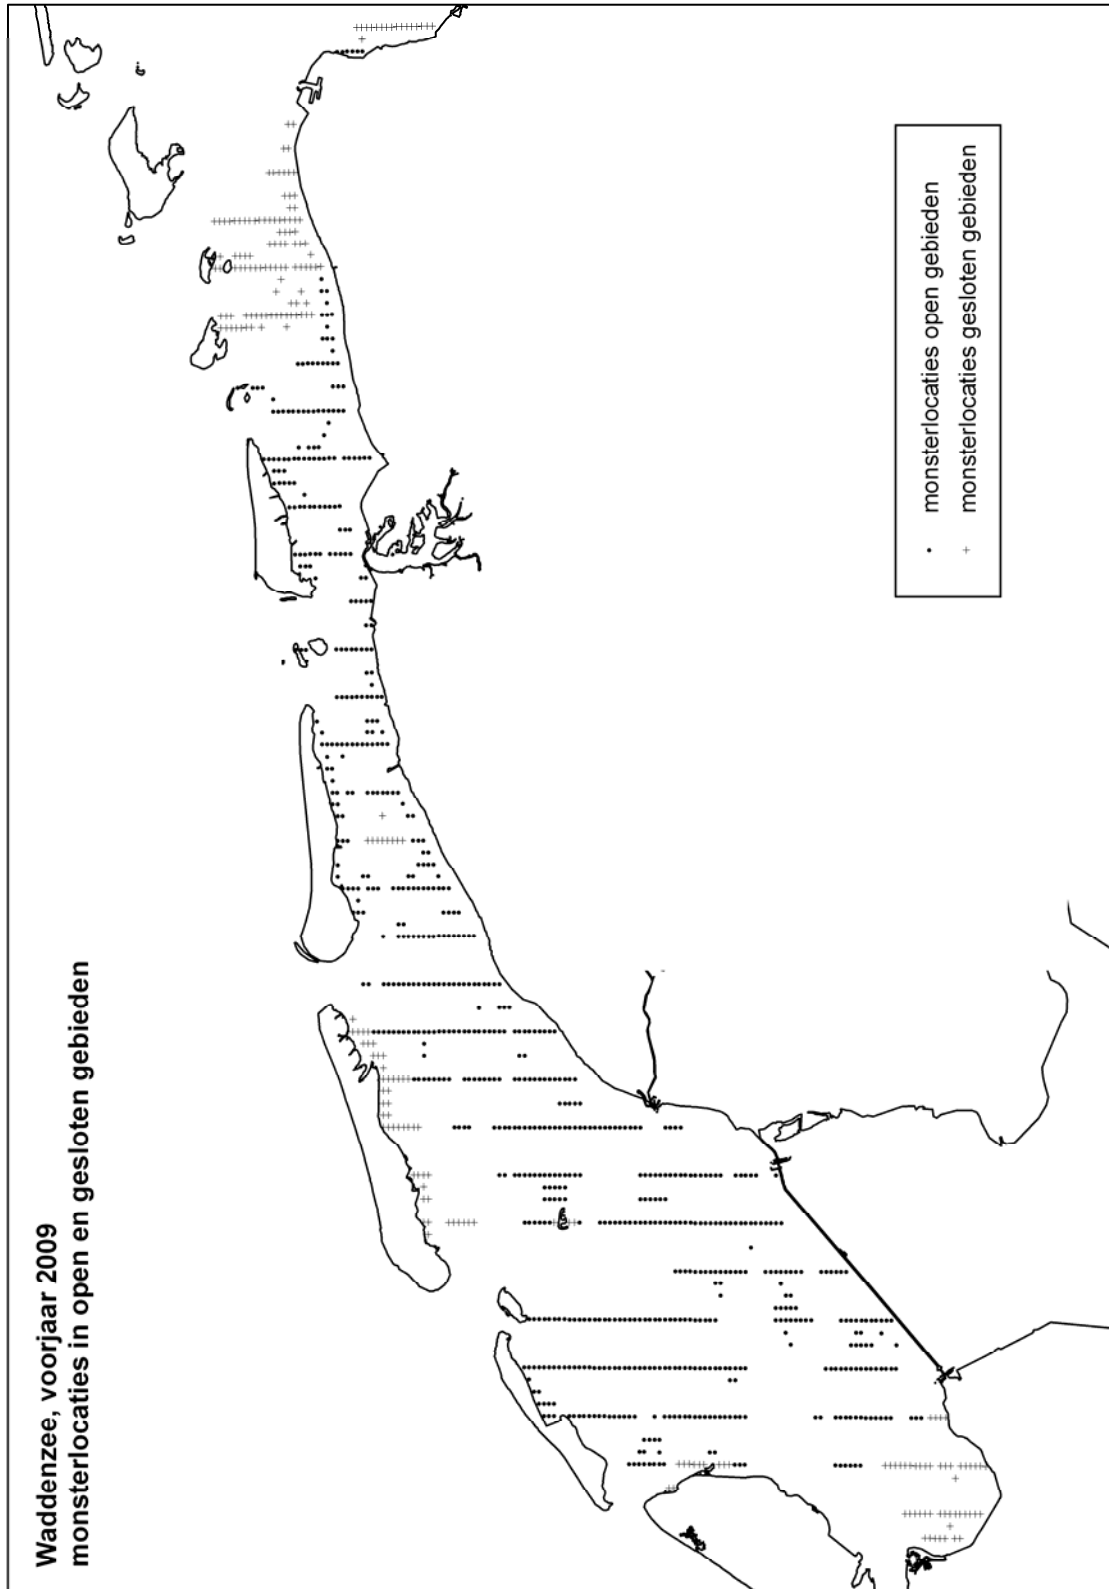 Waddenzee, voorjaar 2009
monsterlocaties in open en gesloten gebieden
monsterlocaties open gebieden
monsterlocaties gesloten gebieden